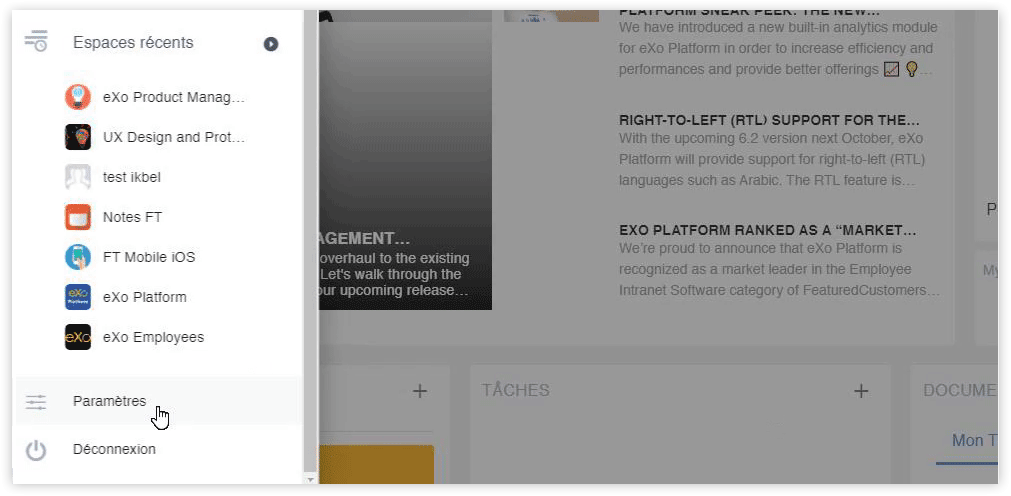 Espaces récents
eXo Product Manag...
UX Design and Prot...
test ikbel
Notes FT
FT Mobile iOS
eXo Platform
eXo Employees
Paramètres
Déconnexion
AGEMENT...
overhaul to the existing
Let's walk through the
our upcoming release...
PLATFORM SNEAK PEEK: THE NEW...
We have introduced a new built-in analytics module
for eXo Platform in order to increase efficiency and
performances and provide better offerings 📈 💡...
RIGHT-TO-LEFT (RTL) SUPPORT FOR THE...
With the upcoming 6.2 version next October, eXo
Platform will provide support for right-to-left (RTL)
languages such as Arabic. The RTL feature is...
EXO PLATFORM RANKED AS A “MARKET...
We're proud to announce that eXo Platform is
recognized as a market leader in the Employee
Intranet Software category of FeaturedCustomers...
P
My
TÂCHES
DOCUME
Mon T